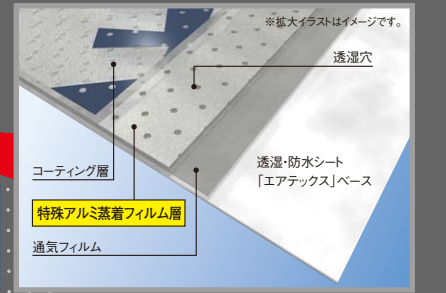 ※拡大イラストはイメージです。
透湿穴
コーティング層
透湿・防水シート
「エアテックス」ベース
特殊アルミ蒸着フィルム層
通気フィルム